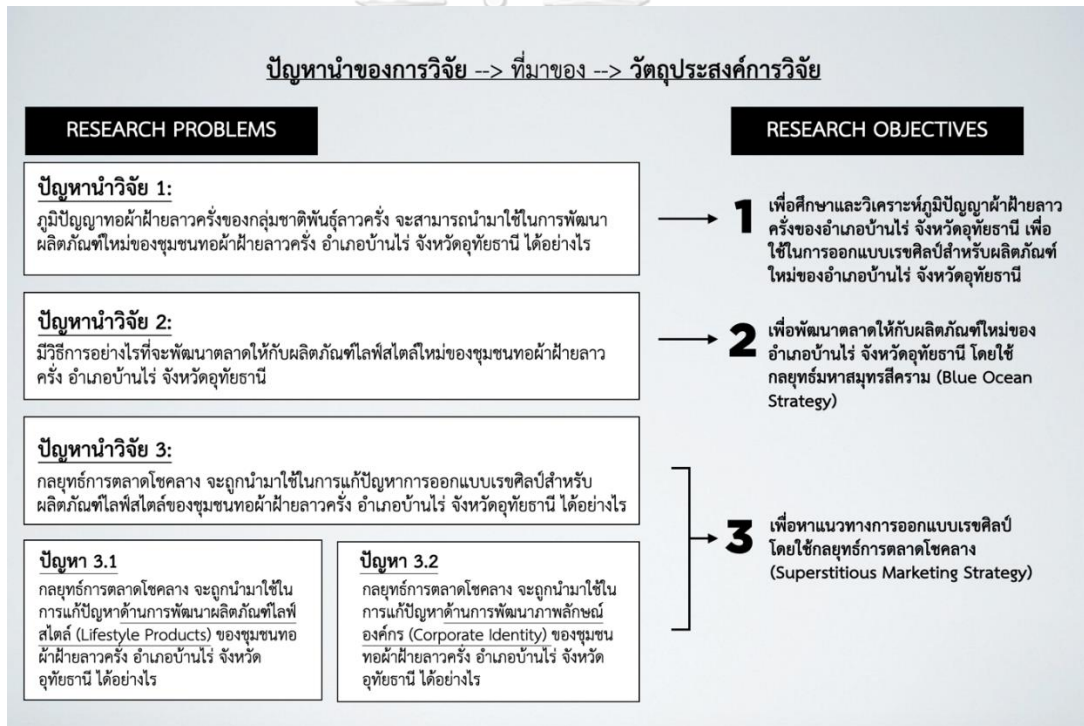 ปัญหานำของการวิจัย --> ที่มาของ --> วัตถุประสงค์การวิจัย
RESEARCH PROBLEMS
ปัญหานำวิจัย 1:
ภูมิปัญญาทอผ้าฝ้ายลาวครั่งของกลุ่มชาติพันธุ์ลาวครั่ง จะสามารถนำมาใช้ในการพัฒนา
ผลิตภัณฑ์ใหม่ของชุมชนทอผ้าฝ้ายลาวครั่ง อำเภอบ้านไร่ จังหวัดอุทัยธานี ได้อย่างไร
ปัญหานำวิจัย 2:
มีวิธีการอย่างไรที่จะพัฒนาตลาดให้กับผลิตภัณฑ์ไลฟ์สไตล์ใหม่ของชุมชนทอผ้าฝ้ายลาว
ครั่ง อำเภอบ้านไร่ จังหวัดอุทัยธานี
ปัญหานำวิจัย 3:
กลยุทธ์การตลาดโชคลาง จะถูกนำมาใช้ในการแก้ปัญหาการออกแบบเรขศิลป์สำหรับ
ผลิตภัณฑ์ไลฟ์สไตล์ของชุมชนทอผ้าฝ้ายลาวครั่ง อำเภอบ้านไร่ จังหวัดอุทัยธานี ได้อย่างไร
ปัญหา 3.1
กลยุทธ์การตลาดโชคลาง จะถูกนำมาใช้ใน
การแก้ปัญหาด้านการพัฒนาผลิตภัณฑ์ไลฟ์
สไตล์ (Lifestyle Products) ของชุมชนทอ
ผ้าฝ้ายลาวครั่ง อำเภอบ้านไร่ จังหวัด
อุทัยธานี ได้อย่างไร
ปัญหา 3.2
กลยุทธ์การตลาดโชคลาง จะถูกนำมาใช้ใน
การแก้ปัญหาด้านการพัฒนาภาพลักษณ์
องค์กร (Corporate Identity) ของชุมชน
ทอผ้าฝ้ายลาวครั่ง อำเภอบ้านไร่ จังหวัด
อุทัยธานี ได้อย่างไร
RESEARCH OBJECTIVES
1
เพื่อศึกษาและวิเคราะห์ภูมิปัญญาผ้าฝ้ายลาว
ครั่งของอำเภอบ้านไร่ จังหวัดอุทัยธานี เพื่อ
ใช้ในการออกแบบเรขศิลป์สำหรับผลิตภัณฑ์
ใหม่ของอำเภอบ้านไร่ จังหวัดอุทัยธานี
2
เพื่อพัฒนาตลาดให้กับผลิตภัณฑ์ใหม่ของ
อำเภอบ้านไร่ จังหวัดอุทัยธานี โดยใช้
กลยุทธ์มหาสมุทรสีคราม (Blue Ocean
Strategy)
3
เพื่อหาแนวทางการออกแบบเรขศิลป์
โดยใช้กลยุทธ์การตลาดโชคลาง
(Superstitious Marketing Strategy)